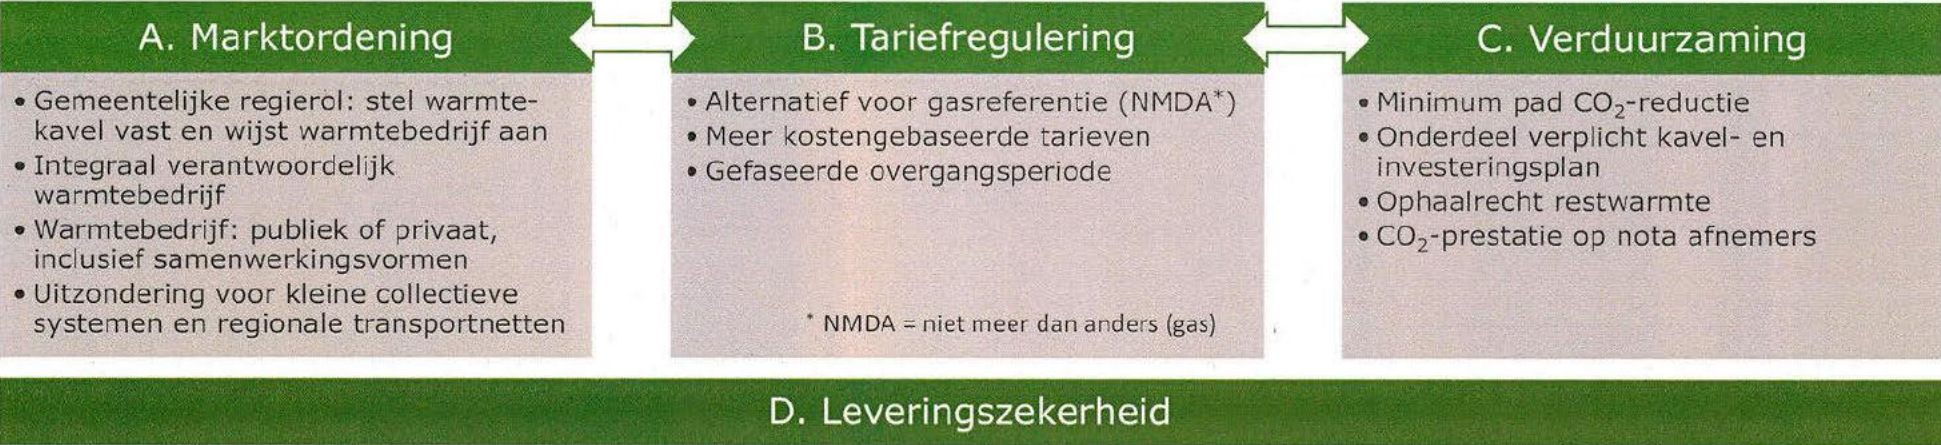 A. Marktordening
• Gemeentelijke regierol: stel warmte-
kavel vast en wijst warmtebedrijf aan
• Integraal verantwoordelijk
warmtebedrijf
• Warmtebedrijf: publiek of privaat,
inclusief samenwerkingsvormen
• Uitzondering voor kleine collectieve
systemen en regionale transportnetten
B. Tariefregulering
• Alternatief voor gasreferentie (NMDA*)
• Meer kostengebaseerde tarieven
• Gefaseerde overgangsperiode
* NMDA = niet meer dan anders (gas)
C. Verduurzaming
• Minimum pad CO₂-reductie
• Onderdeel verplicht kavel- en
investeringsplan
• Ophaalrecht restwarmte
• CO₂-prestatie op nota afnemers
D. Leveringszekerheid